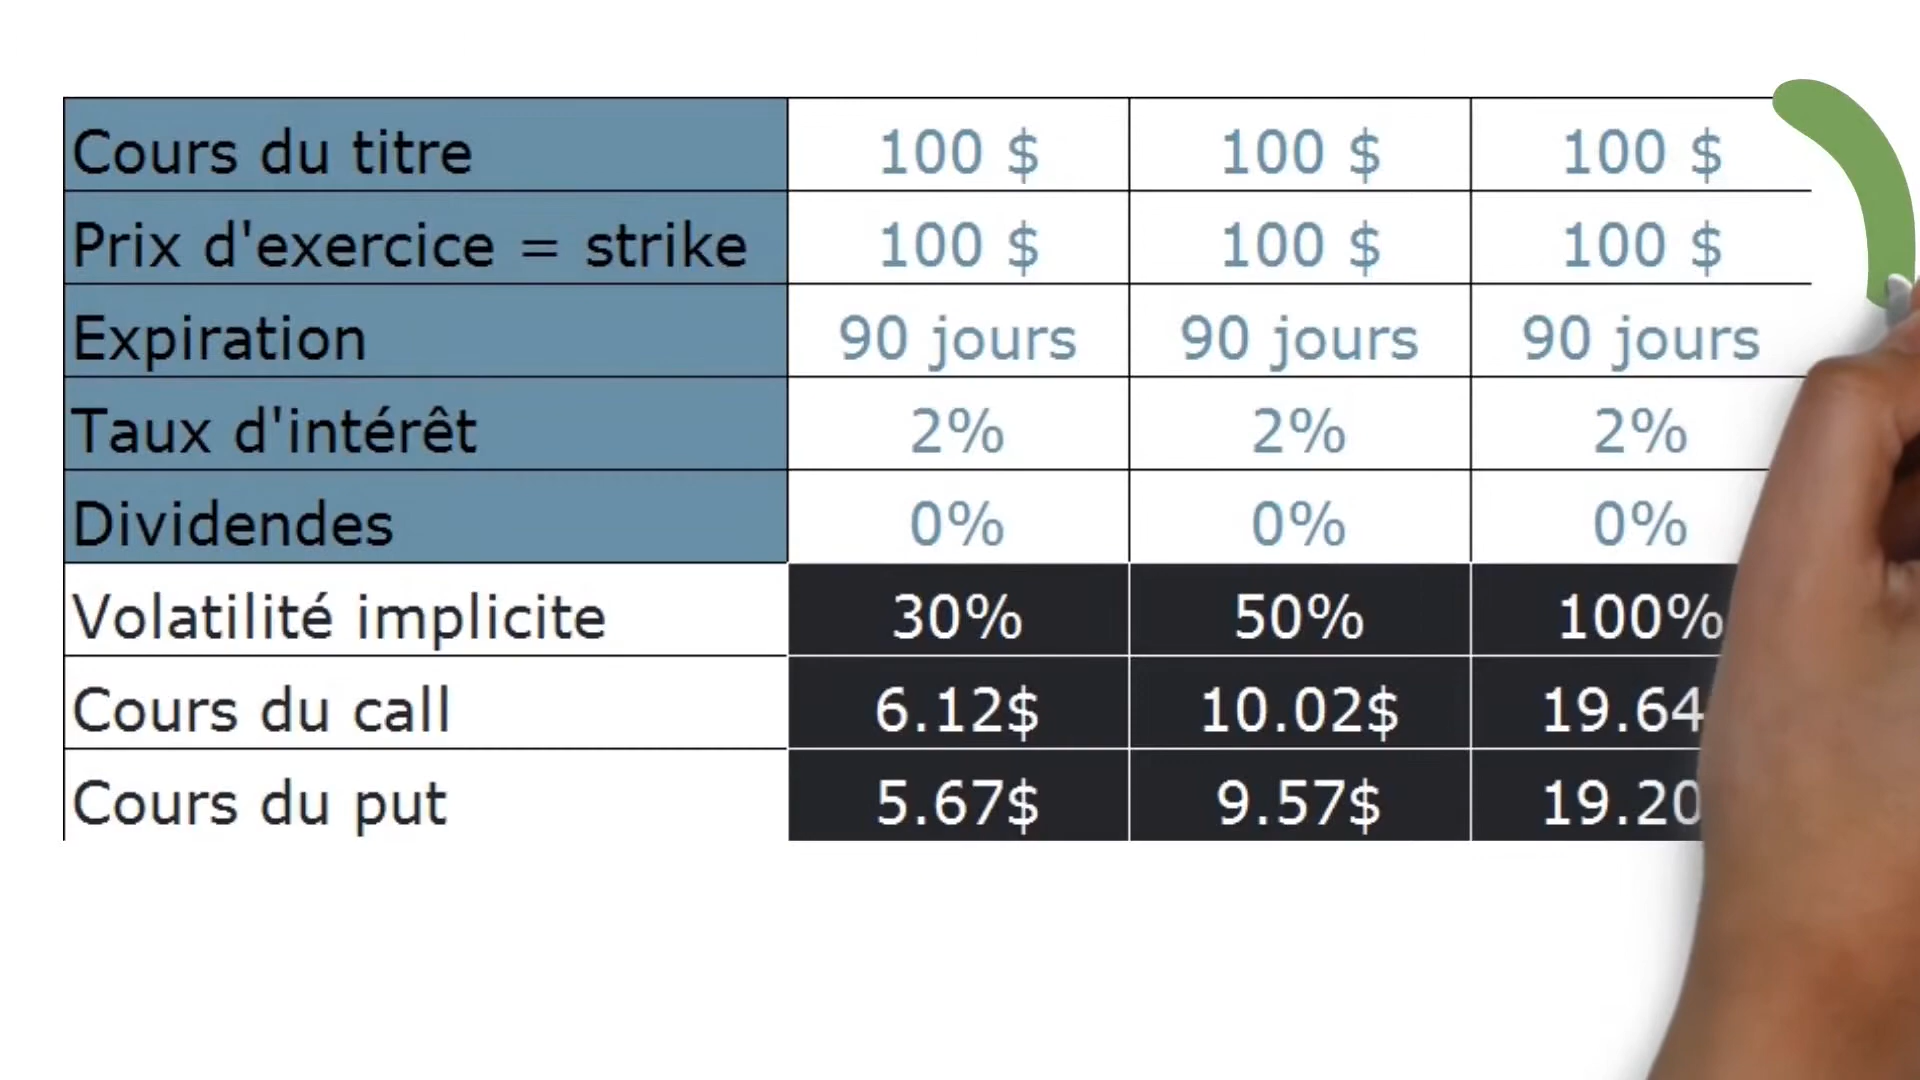 Cours du titre 100 $ 100 $ 100 $
Prix d'exercice = strike 100 $ 100 $ 100 $
Expiration 90 jours 90 jours 90 jours
Taux d'intérêt 2% 2% 2%
Dividendes 0% 0% 0%
Volatilité implicite 30% 50% 100%
Cours du call 6.12$ 10.02$ 19.64
Cours du put 5.67$ 9.57$ 19.20